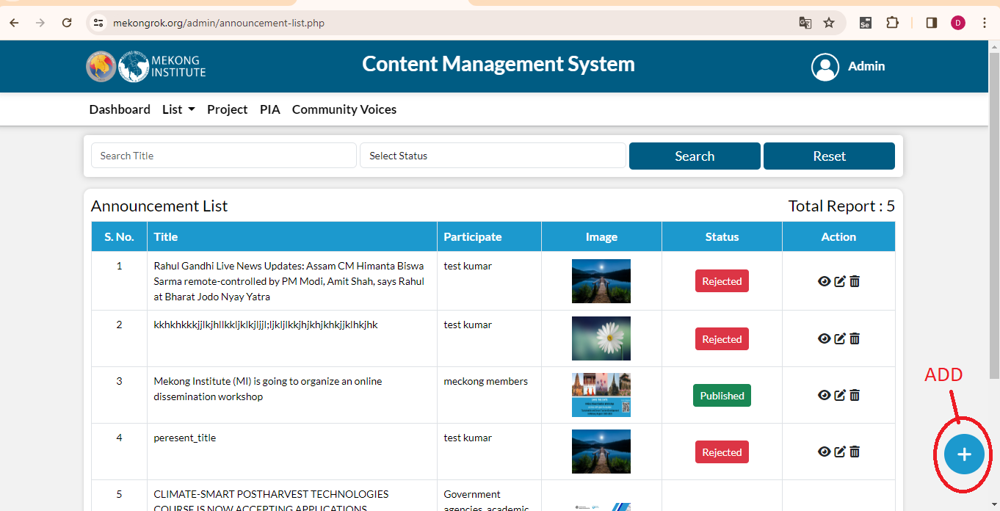 mekongrok.org/admin/announcement-list.php
D
MEKONG
INSTITUTE
Content Management System
Admin
Dashboard List Project PIA Community Voices
Search Title Select Status Search Reset
Announcement List Total Report : 5
S. No. Title Participate Image Status Action
1 Rahul Gandhi Live News Updates: Assam CM Himanta Biswa test kumar
Sarma remote-controlled by PM Modi, Amit Shah, says Rahul Rejected
at Bharat Jodo Nyay Yatra
2 kkhkhkkkjjlkjhllkkljklkjljjl;ljkljlkkjhjkhjkhkjjklhkjhk test kumar
Rejected
3 Mekong Institute (MI) is going to organize an online meckong members
dissemination workshop Published
ADD
4 peresent_title test kumar
Rejected
5 CLIMATE-SMART POSTHARVEST TECHNOLOGIES Government
COURSE IS NOW ACCEPTING APPLICATIONS agencies, academic